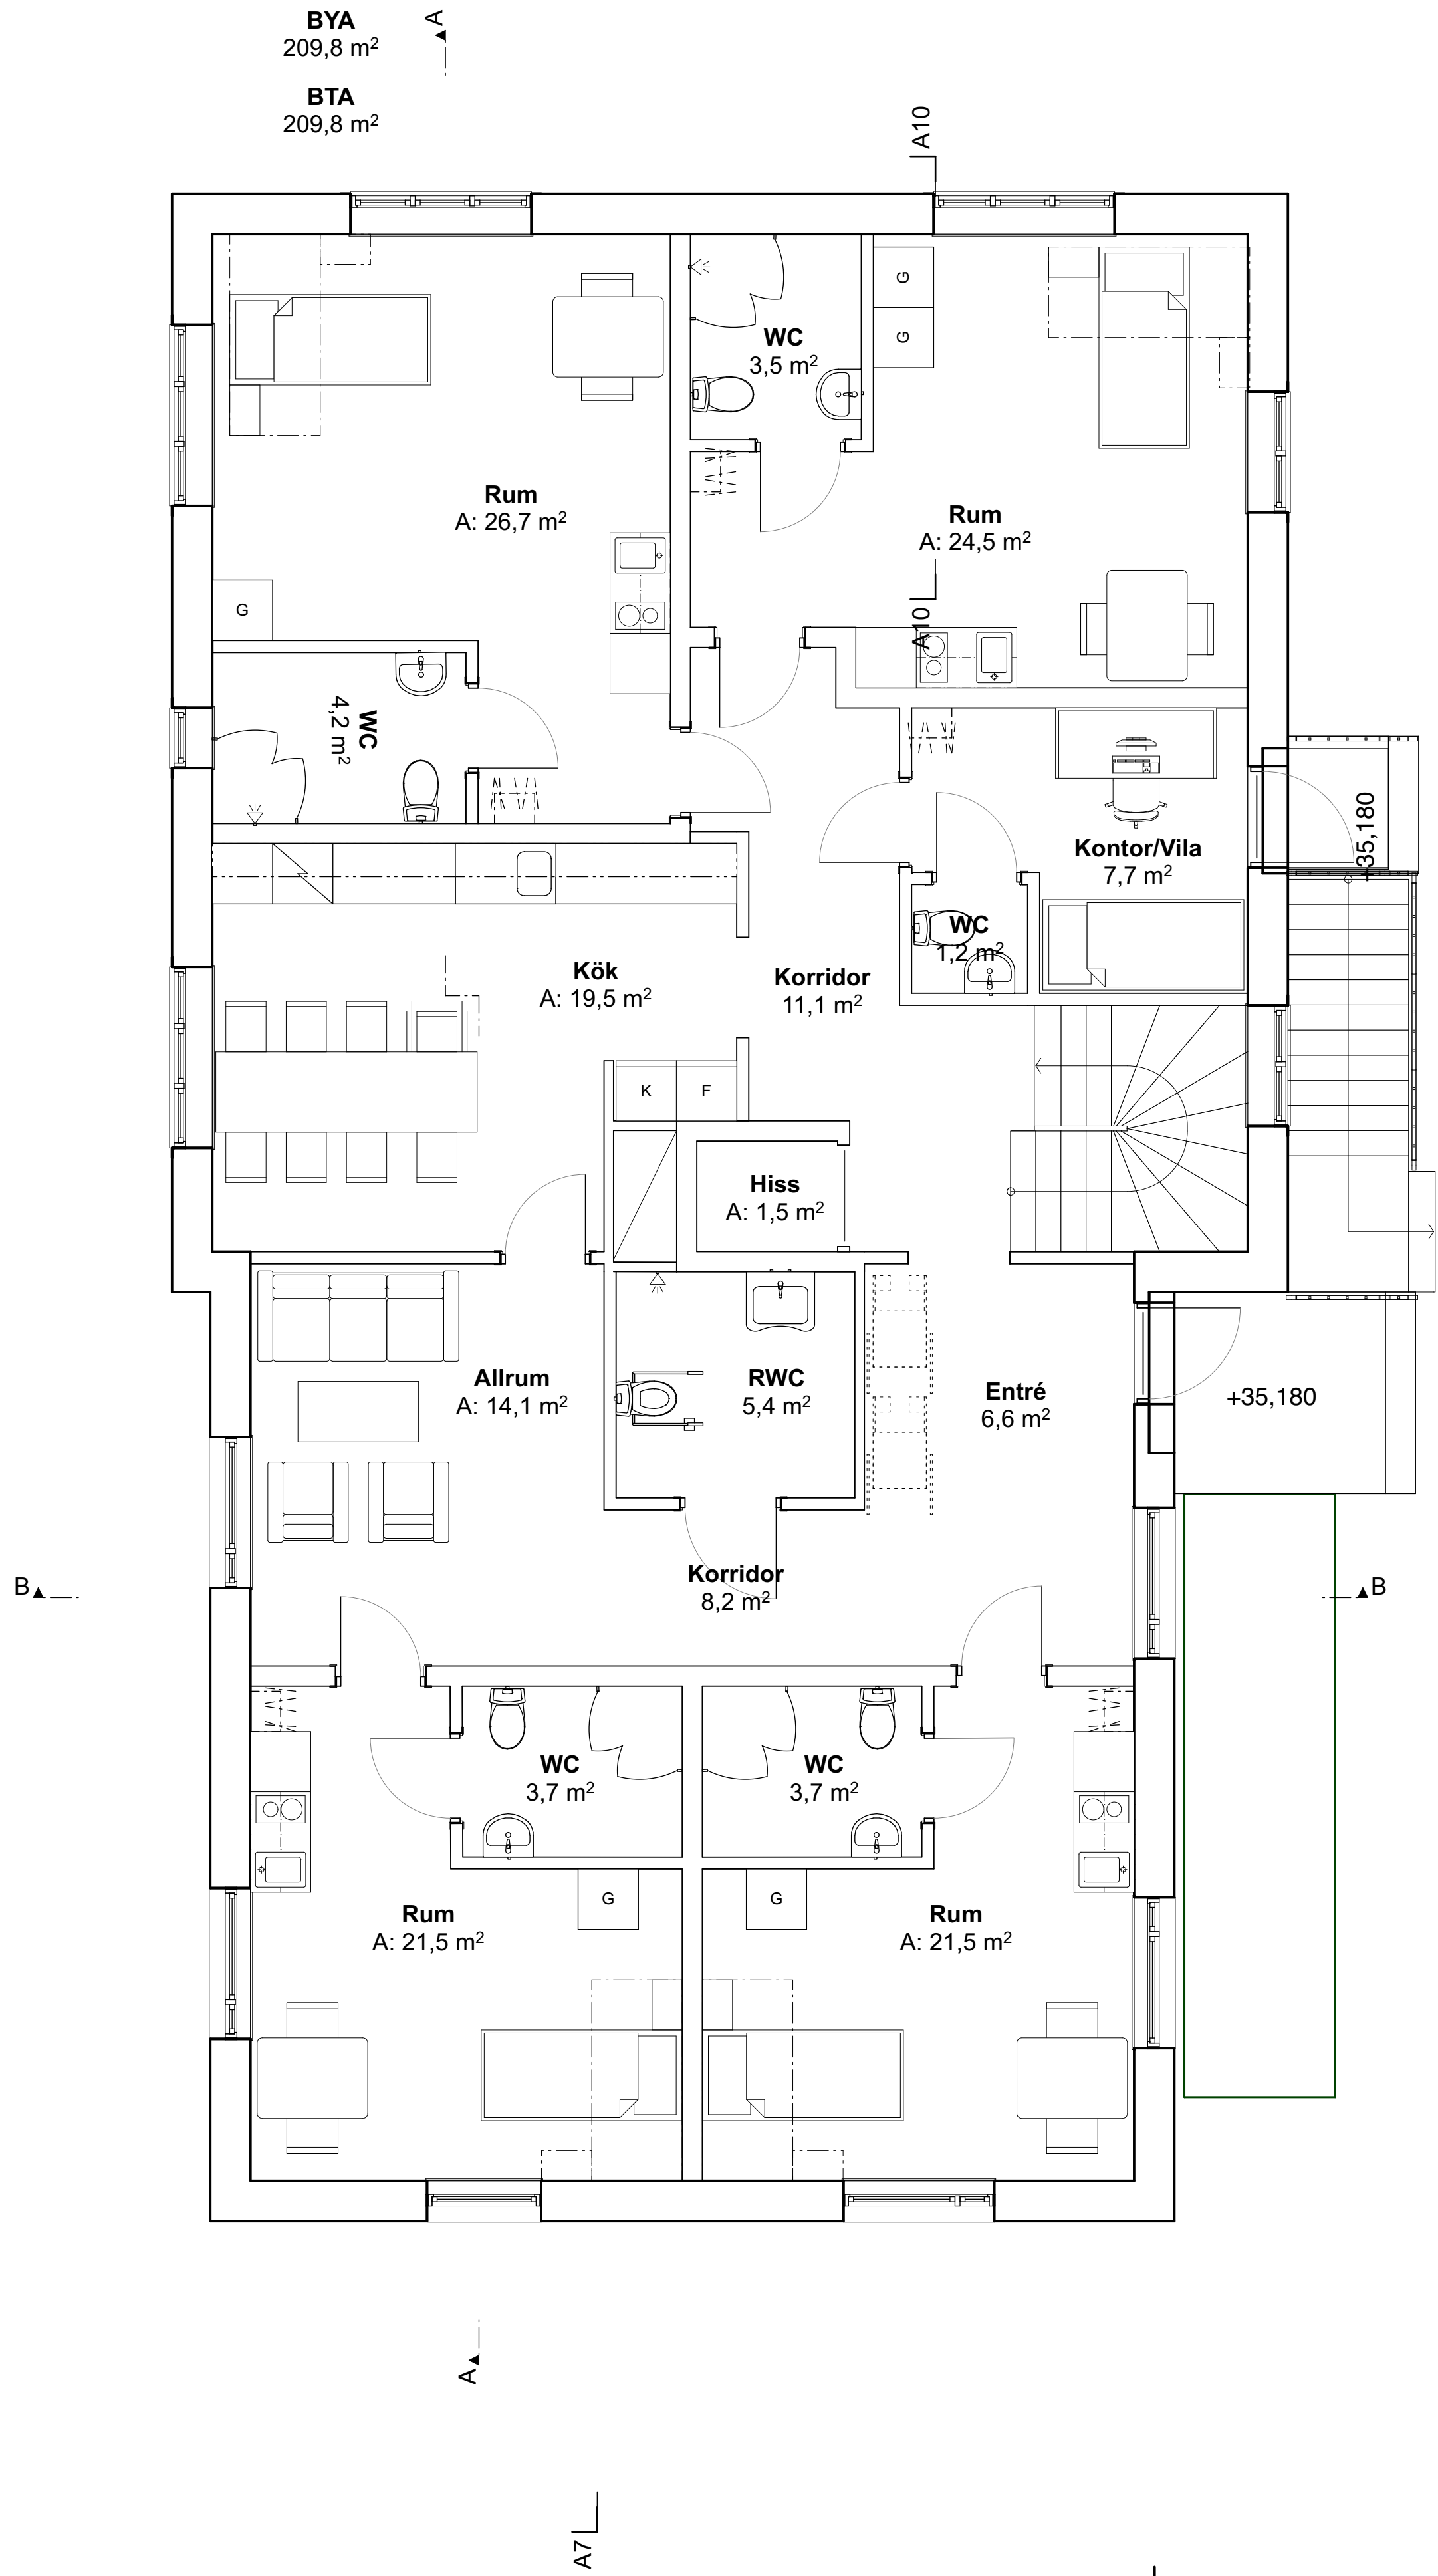 BYA
209,8 m²
A
BTA
209,8 m²
A10
G
G
WC
3,5 m²
Rum
A: 26,7 m²
Rum
A: 24,5 m²
G
A10
WC
4,2 m²
+35,180
Kontor/Vila
7,7 m²
WC
1,2 m²
Kök
A: 19,5 m²
Korridor
11,1 m²
K
F
Hiss
A: 1,5 m²
Allrum
A: 14,1 m²
RWC
5,4 m²
Entré
6,6 m²
+35,180
B
Korridor
8,2 m²
B
WC
3,7 m²
WC
3,7 m²
G
G
Rum
A: 21,5 m²
Rum
A: 21,5 m²
A
A7